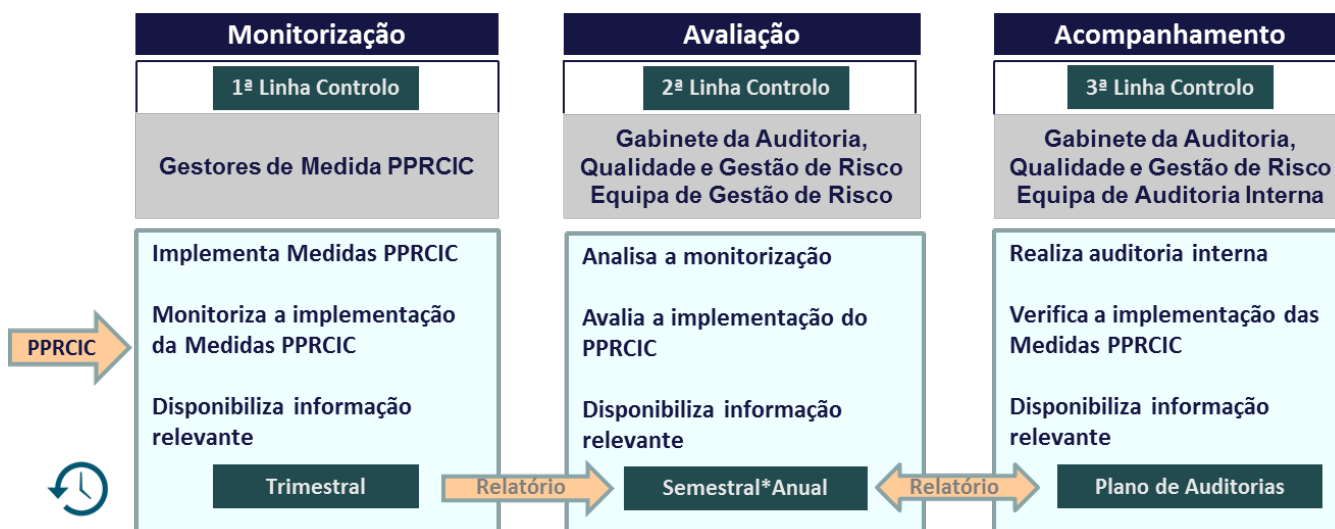 Monitorização
1ª Linha Controlo
Gestores de Medida PPRCIC
Implementa Medidas PPRCIC
Monitoriza a implementação
da Medidas PPRCIC
Disponibiliza informação
relevante
Trimestral
PPRCIC
Relatório
Avaliação
2ª Linha Controlo
Gabinete da Auditoria,
Qualidade e Gestão de Risco
Equipa de Gestão de Risco
Analisa a monitorização
Avalia a implementação do
PPRCIC
Disponibiliza informação
relevante
Semestral*Anual
Relatório
Acompanhamento
3ª Linha Controlo
Gabinete da Auditoria,
Qualidade e Gestão de Risco
Equipa de Auditoria Interna
Realiza auditoria interna
Verifica a implementação das
Medidas PPRCIC
Disponibiliza informação
relevante
Plano de Auditorias